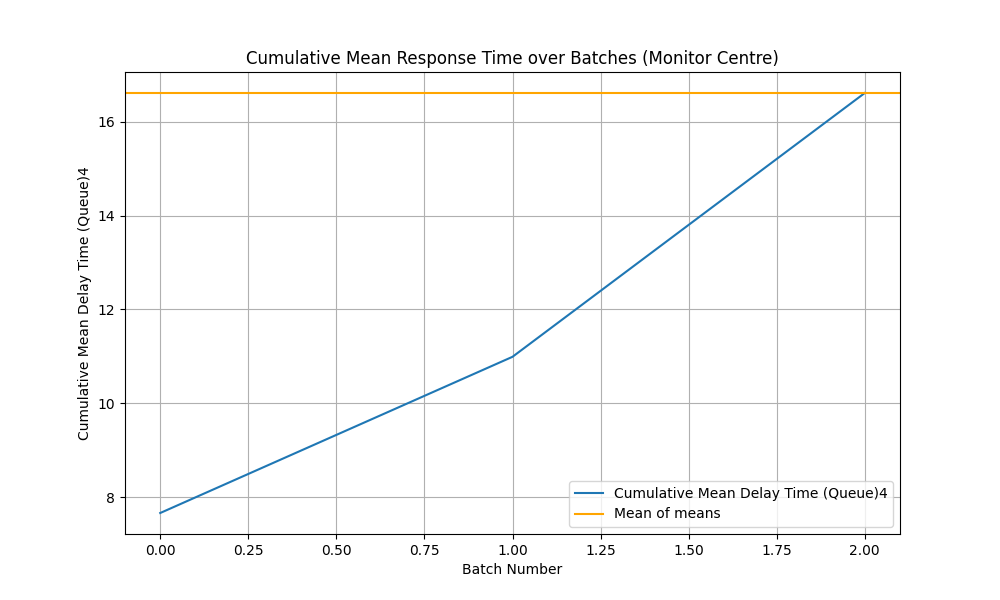 Cumulative Mean Response Time over Batches (Monitor Centre)
Cumulative Mean Delay Time (Queue)4
16
14
12
10
8
0.00 0.25 0.50 0.75 1.00 1.25 1.50 1.75 2.00
Batch Number
Cumulative Mean Delay Time (Queue)4
Mean of means